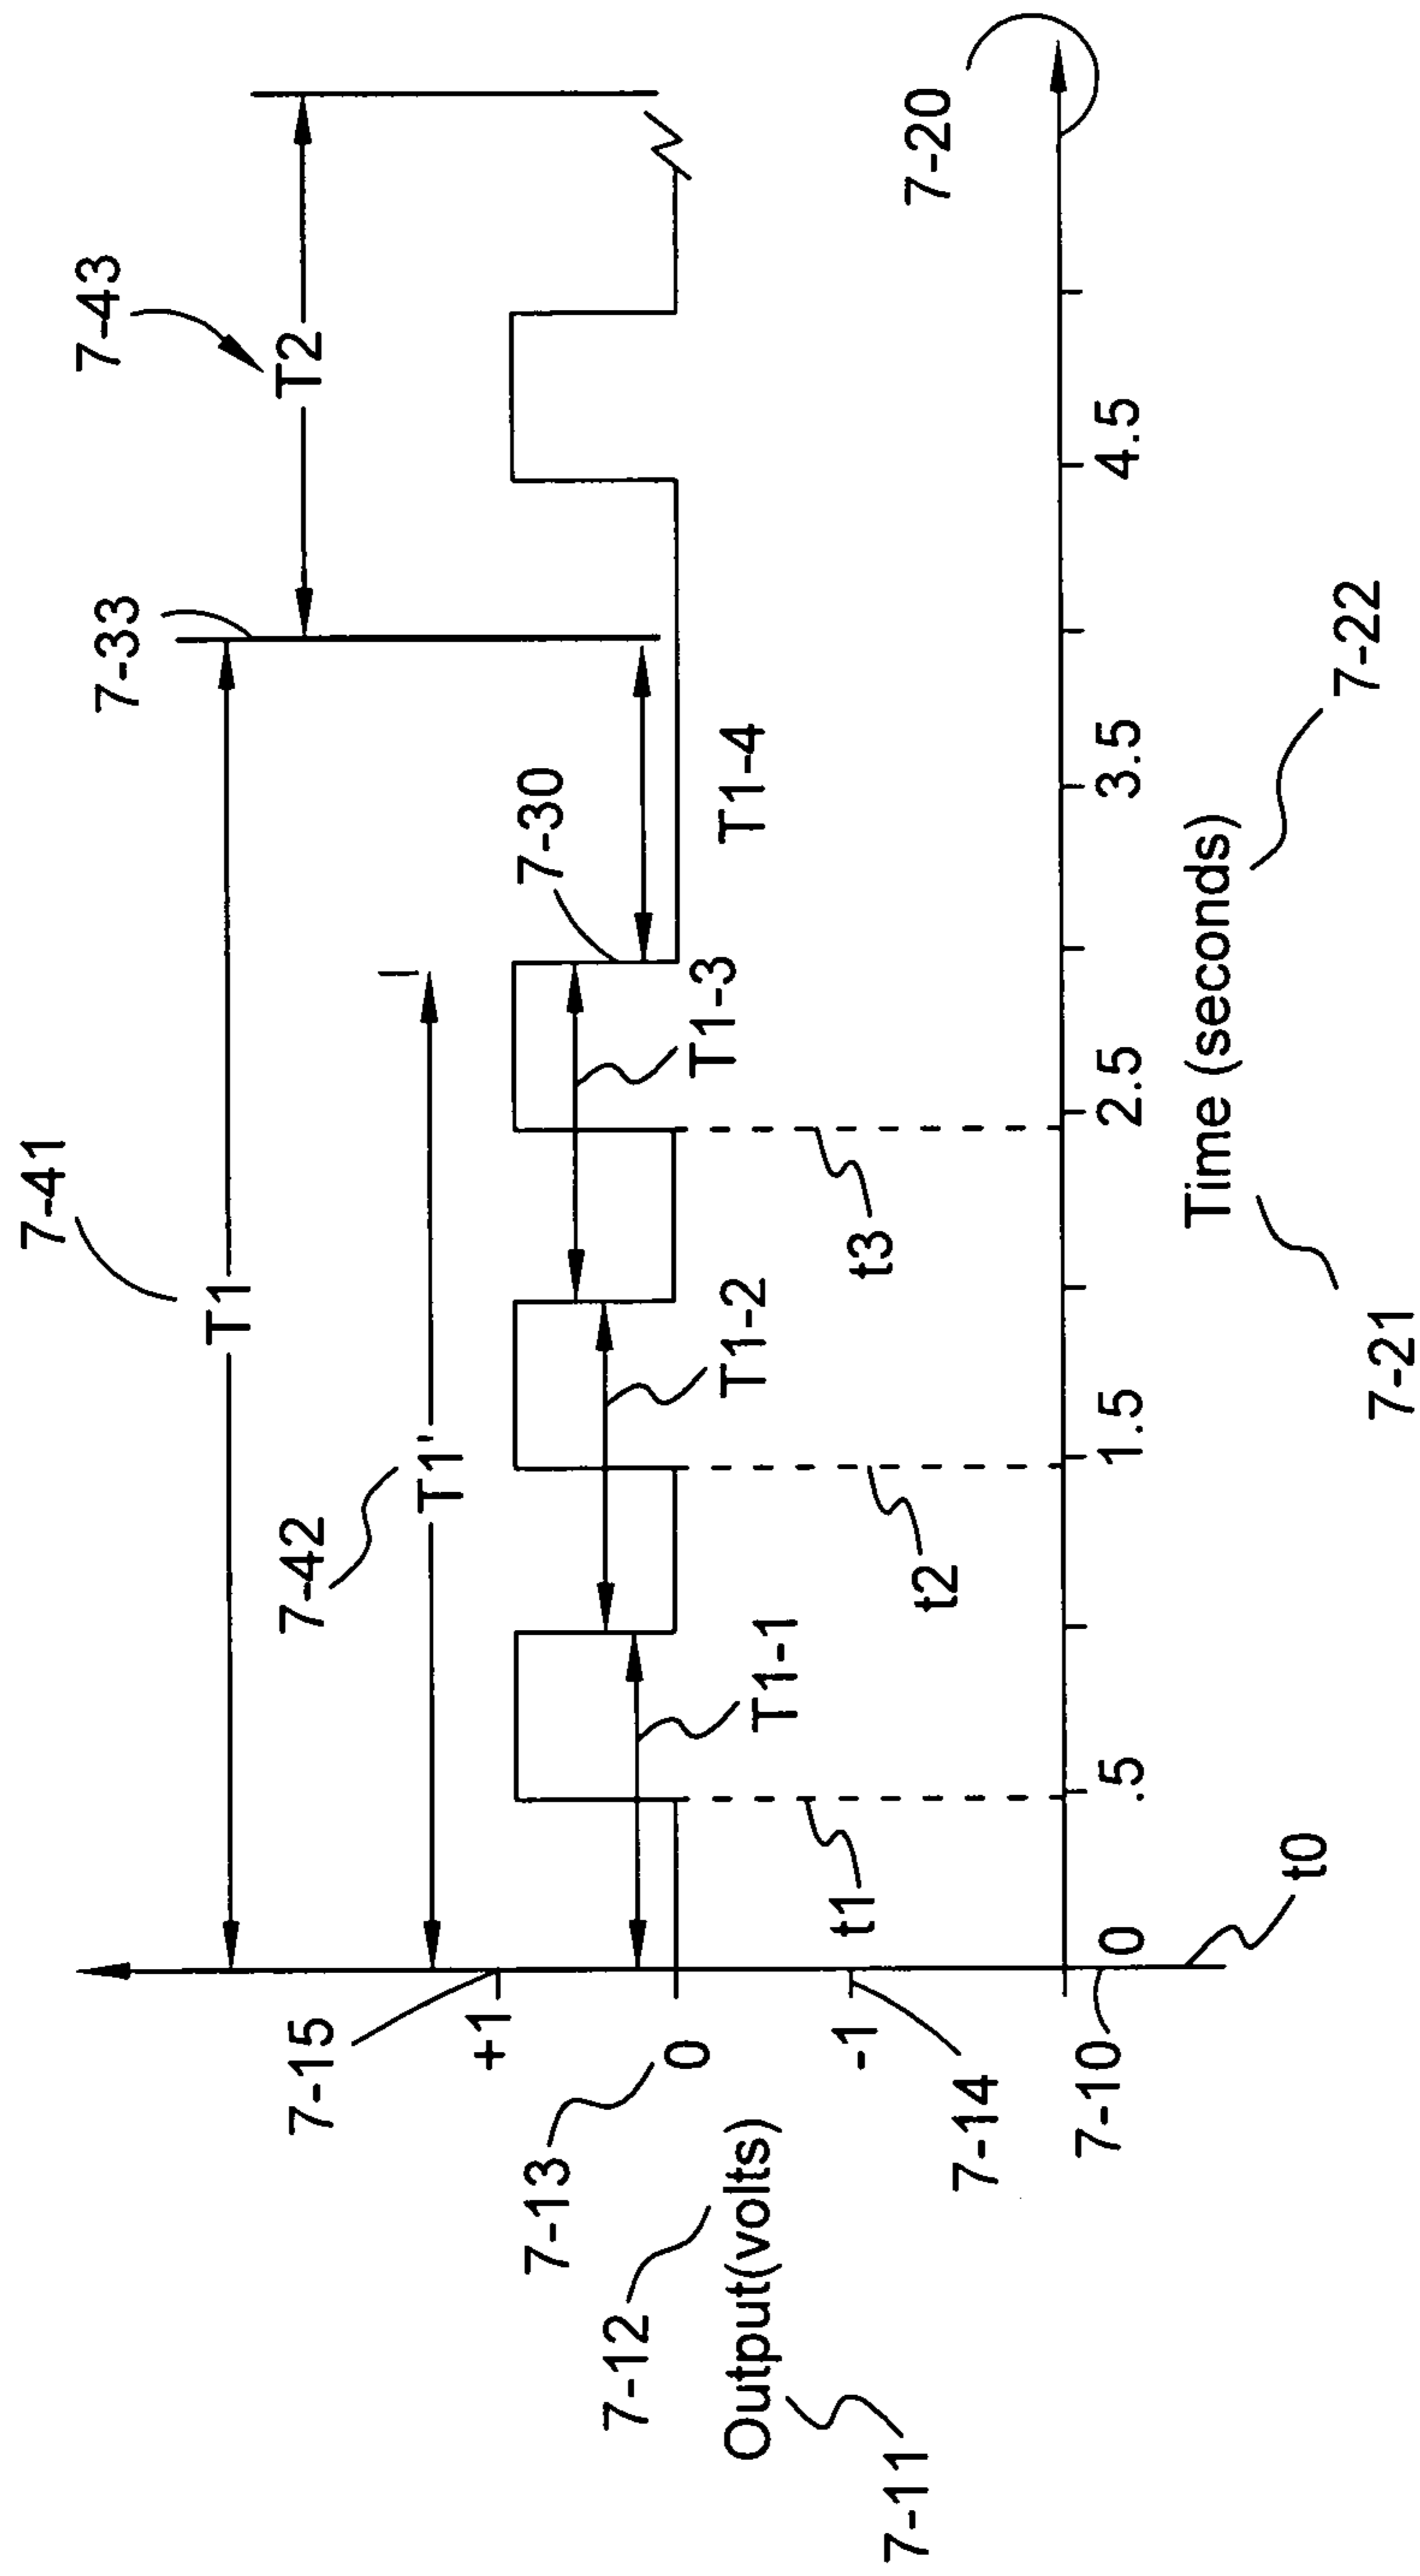 7-41
T1
7-33
7-43
T2
7-42
T1'
7-15
+1
7-30
7-13
0
7-12
Output(volts)
7-11
T1-1
T1-2
T1-3
T1-4
-1
7-14
t1
t2
t3
7-20
7-10
0
.5
1.5
2.5
3.5
4.5
t0
Time (seconds)
7-22
7-21